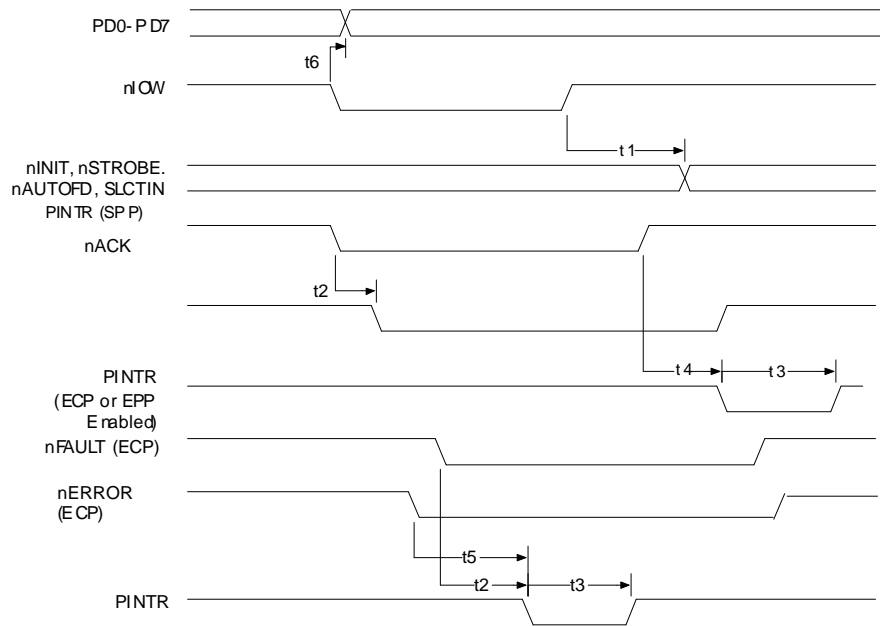 PD0-PD7
t6
nIOW
t1
nINIT, nSTROBE.
nAUTOFD, SLCTIN
PINTR (SPP)
nACK
t2
t4
t3
PINTR
(ECP or EPP
Enabled)
nFAULT (ECP)
nERROR
(ECP)
t5
t2
t3
PINTR